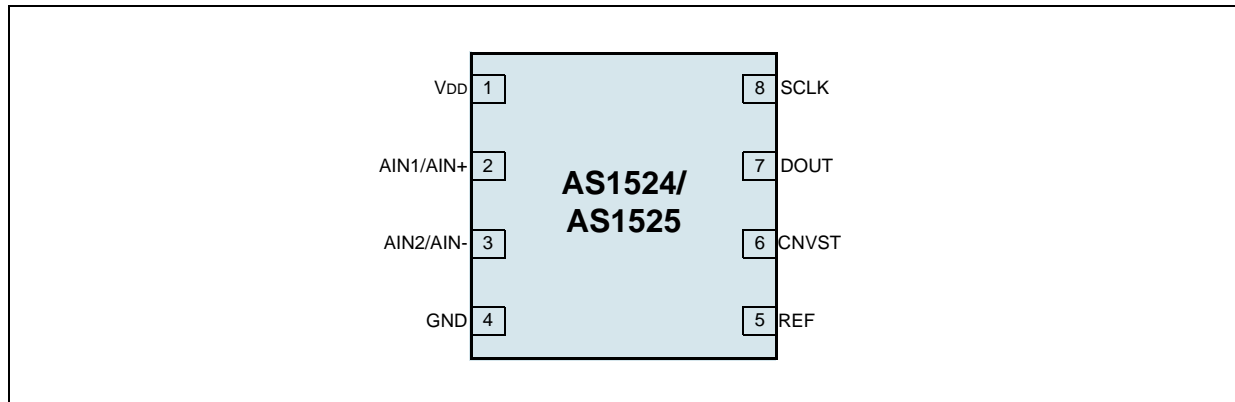 VDD 1
8 SCLK
AIN1/AIN+ 2
7 DOUT
AS1524/
AS1525
AIN2/AIN- 3
6 CNVST
GND 4
5 REF